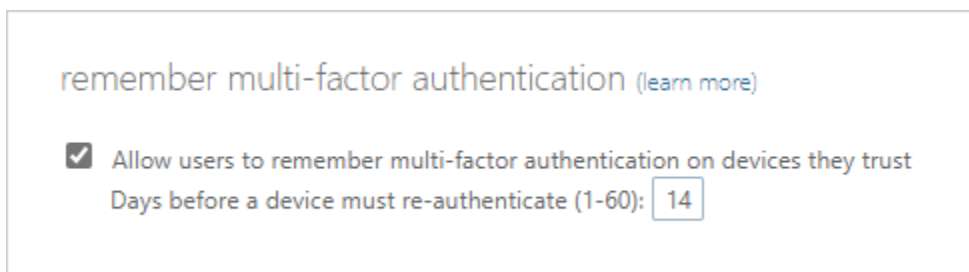 remember multi-factor authentication (learn more)
Allow users to remember multi-factor authentication on devices they trust
Days before a device must re-authenticate (1-60): 14